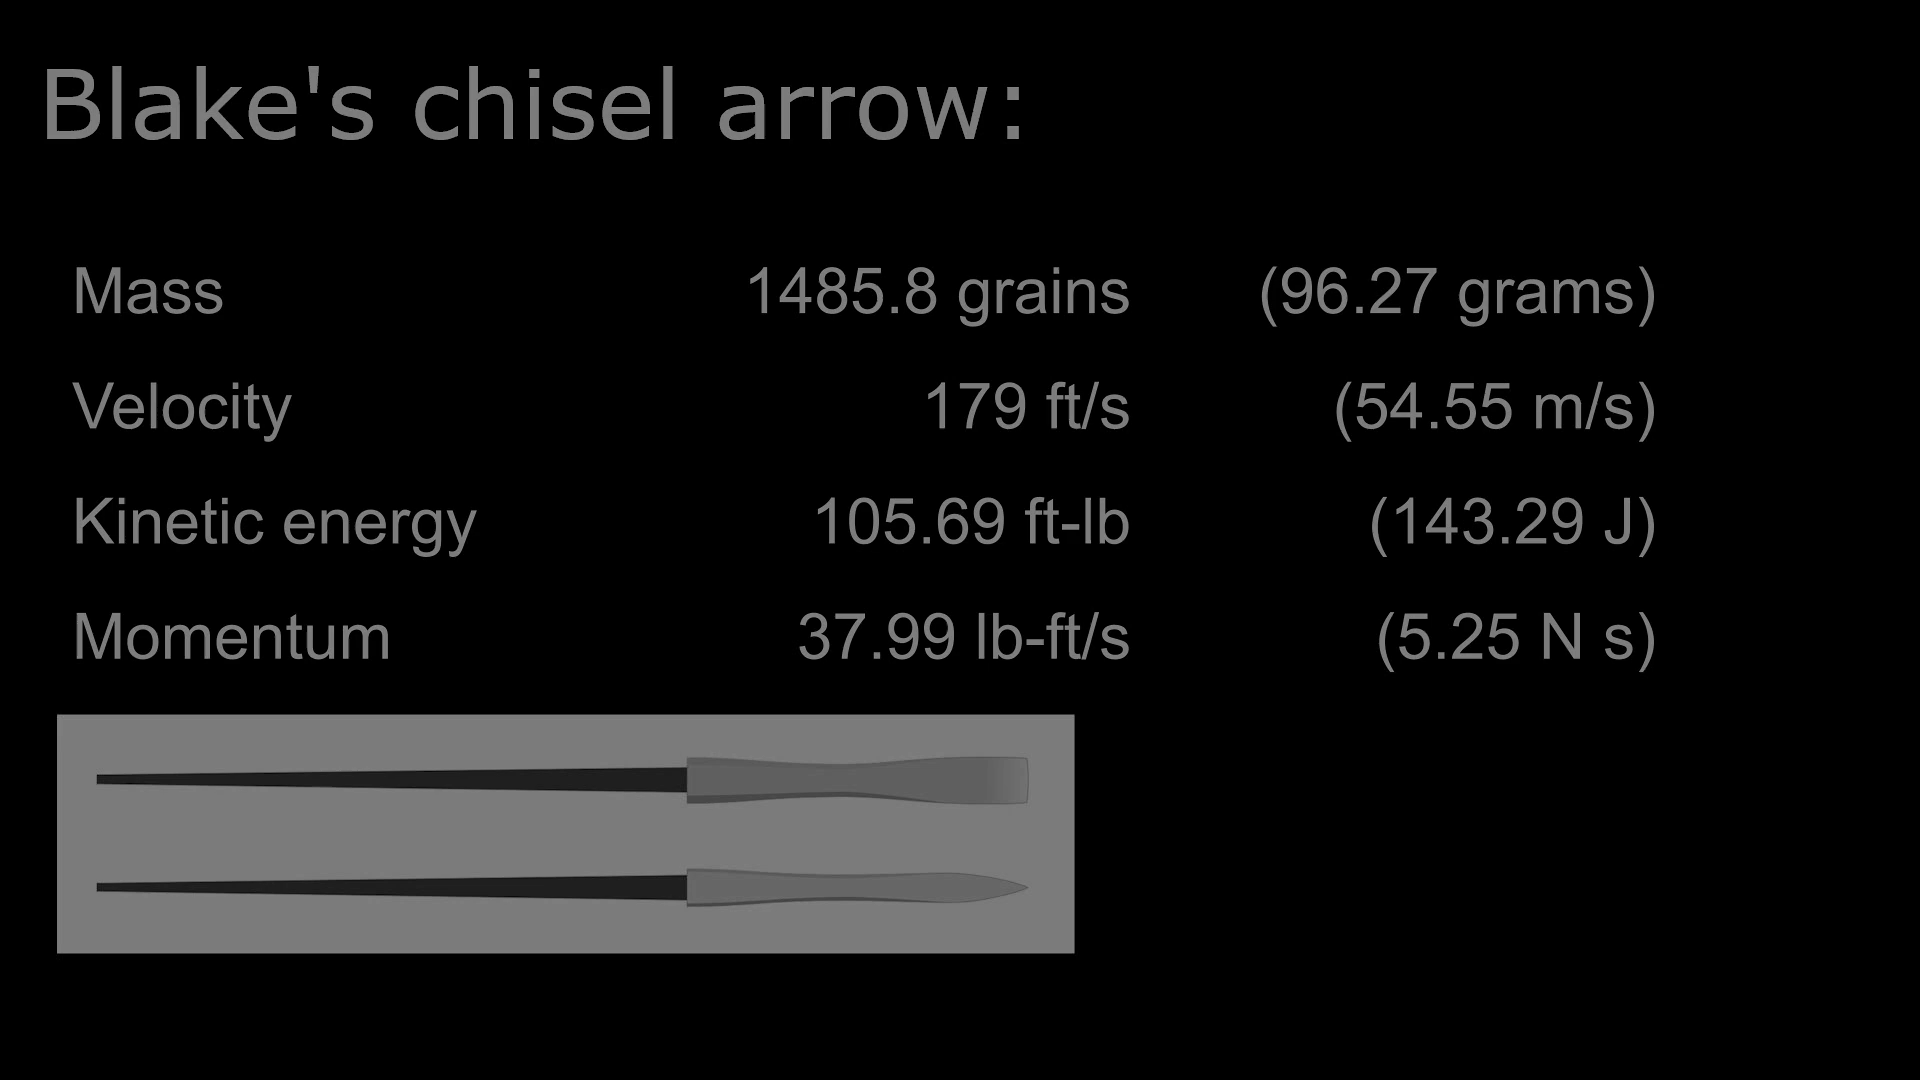 Blake's chisel arrow:
Mass 1485.8 grains (96.27 grams)
Velocity 179 ft/s (54.55 m/s)
Kinetic energy 105.69 ft-lb (143.29 J)
Momentum 37.99 lb-ft/s (5.25 N s)